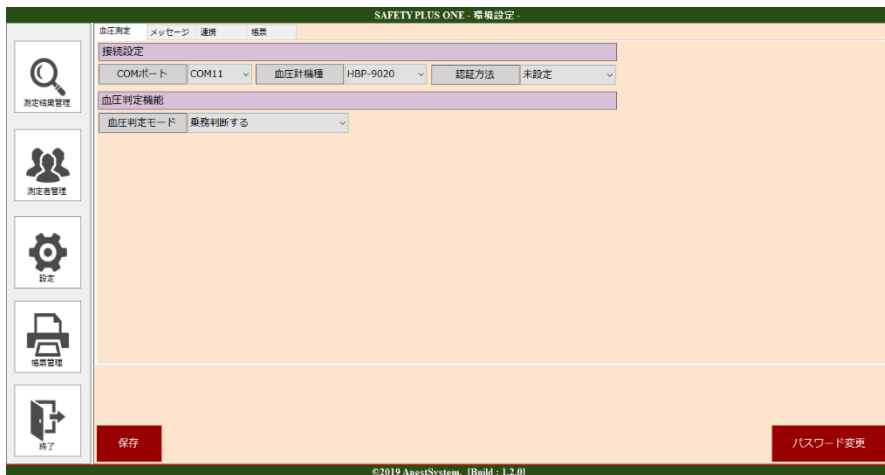 SAFETY PLUS ONE - 環境設定 -
血圧測定 メッセージ 連携 帳票
接続設定
COMポート COM11 血圧計機種 HBP-9020 認証方法 未設定
血圧判定機能
血圧判定モード 乗務判断する
測定結果管理
測定者管理
設定
帳票管理
終了
保存 パスワード変更
©2019 AnestSystem. [Build : 1.2.0]